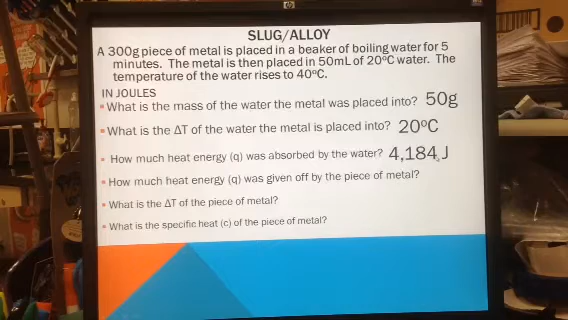 SLUG/ALLOY
A 300g piece of metal is placed in a beaker of boiling water for 5
minutes. The metal is then placed in 50mL of 20°C water. The
temperature of the water rises to 40°C.
IN JOULES
▪ What is the mass of the water the metal was placed into? 50g
▪ What is the ΔT of the water the metal is placed into? 20°C
▪ How much heat energy (q) was absorbed by the water? 4,184 J
▪ How much heat energy (q) was given off by the piece of metal?
▪ What is the ΔT of the piece of metal?
▪ What is the specific heat (c) of the piece of metal?